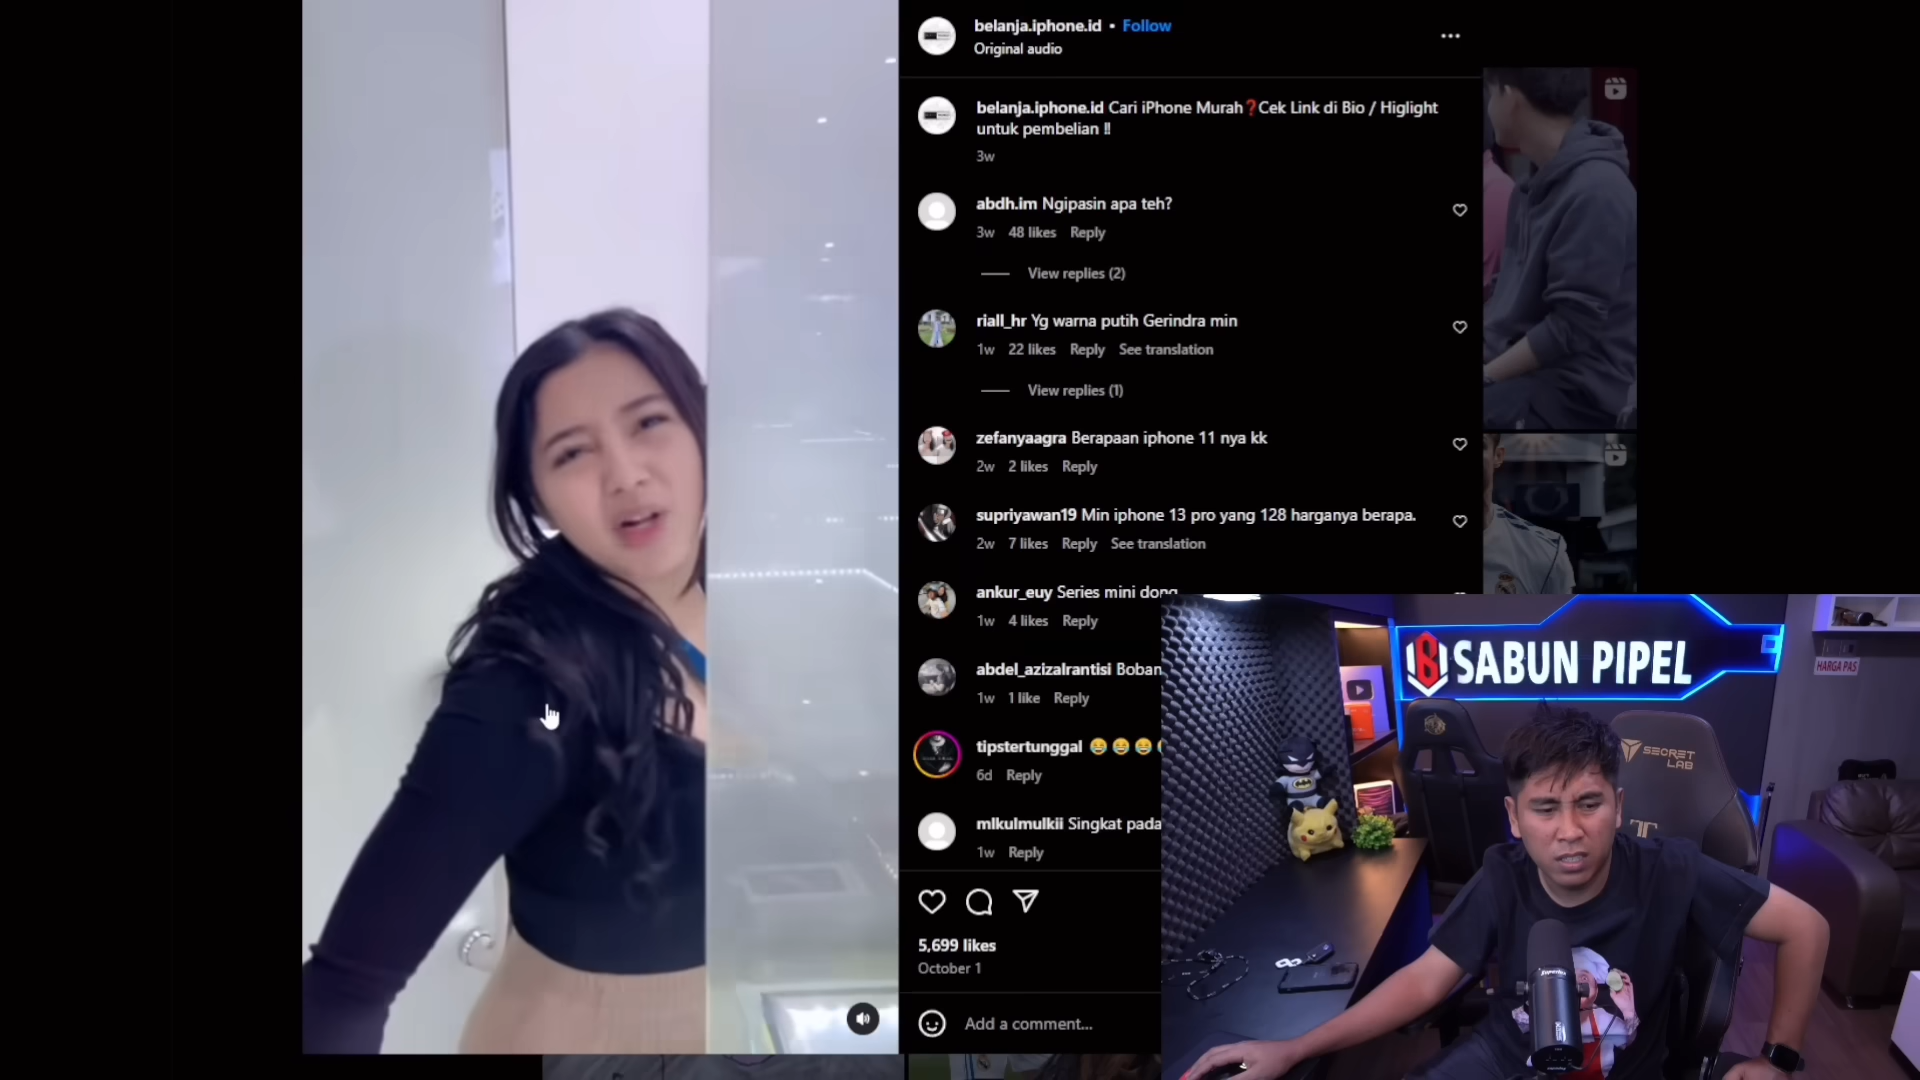 belanja.iphone.id • Follow
Original audio
belanja.iphone.id Cari iPhone Murah❓Cek Link di Bio / Higlight
untuk pembelian ‼️
3w
abdh.im Ngipasin apa teh?
3w 48 likes Reply
View replies (2)
riall_hr Yg warna putih Gerindra min
1w 22 likes Reply See translation
View replies (1)
zefanyaagra Berapaan iphone 11 nya kk
2w 2 likes Reply
supriyawan19 Min iphone 13 pro yang 128 harganya berapa.
2w 7 likes Reply See translation
ankur_euy Series mini dong
1w 4 likes Reply
abdel_azizalrantisi Boban
1w 1 like Reply
tipstertunggal 😂😂😂
6d Reply
mlkulmulkii Singkat pada
1w Reply
5,699 likes
October 1
Add a comment...
SABUN PIPEL
HARGA PAS
SECRET
LAB